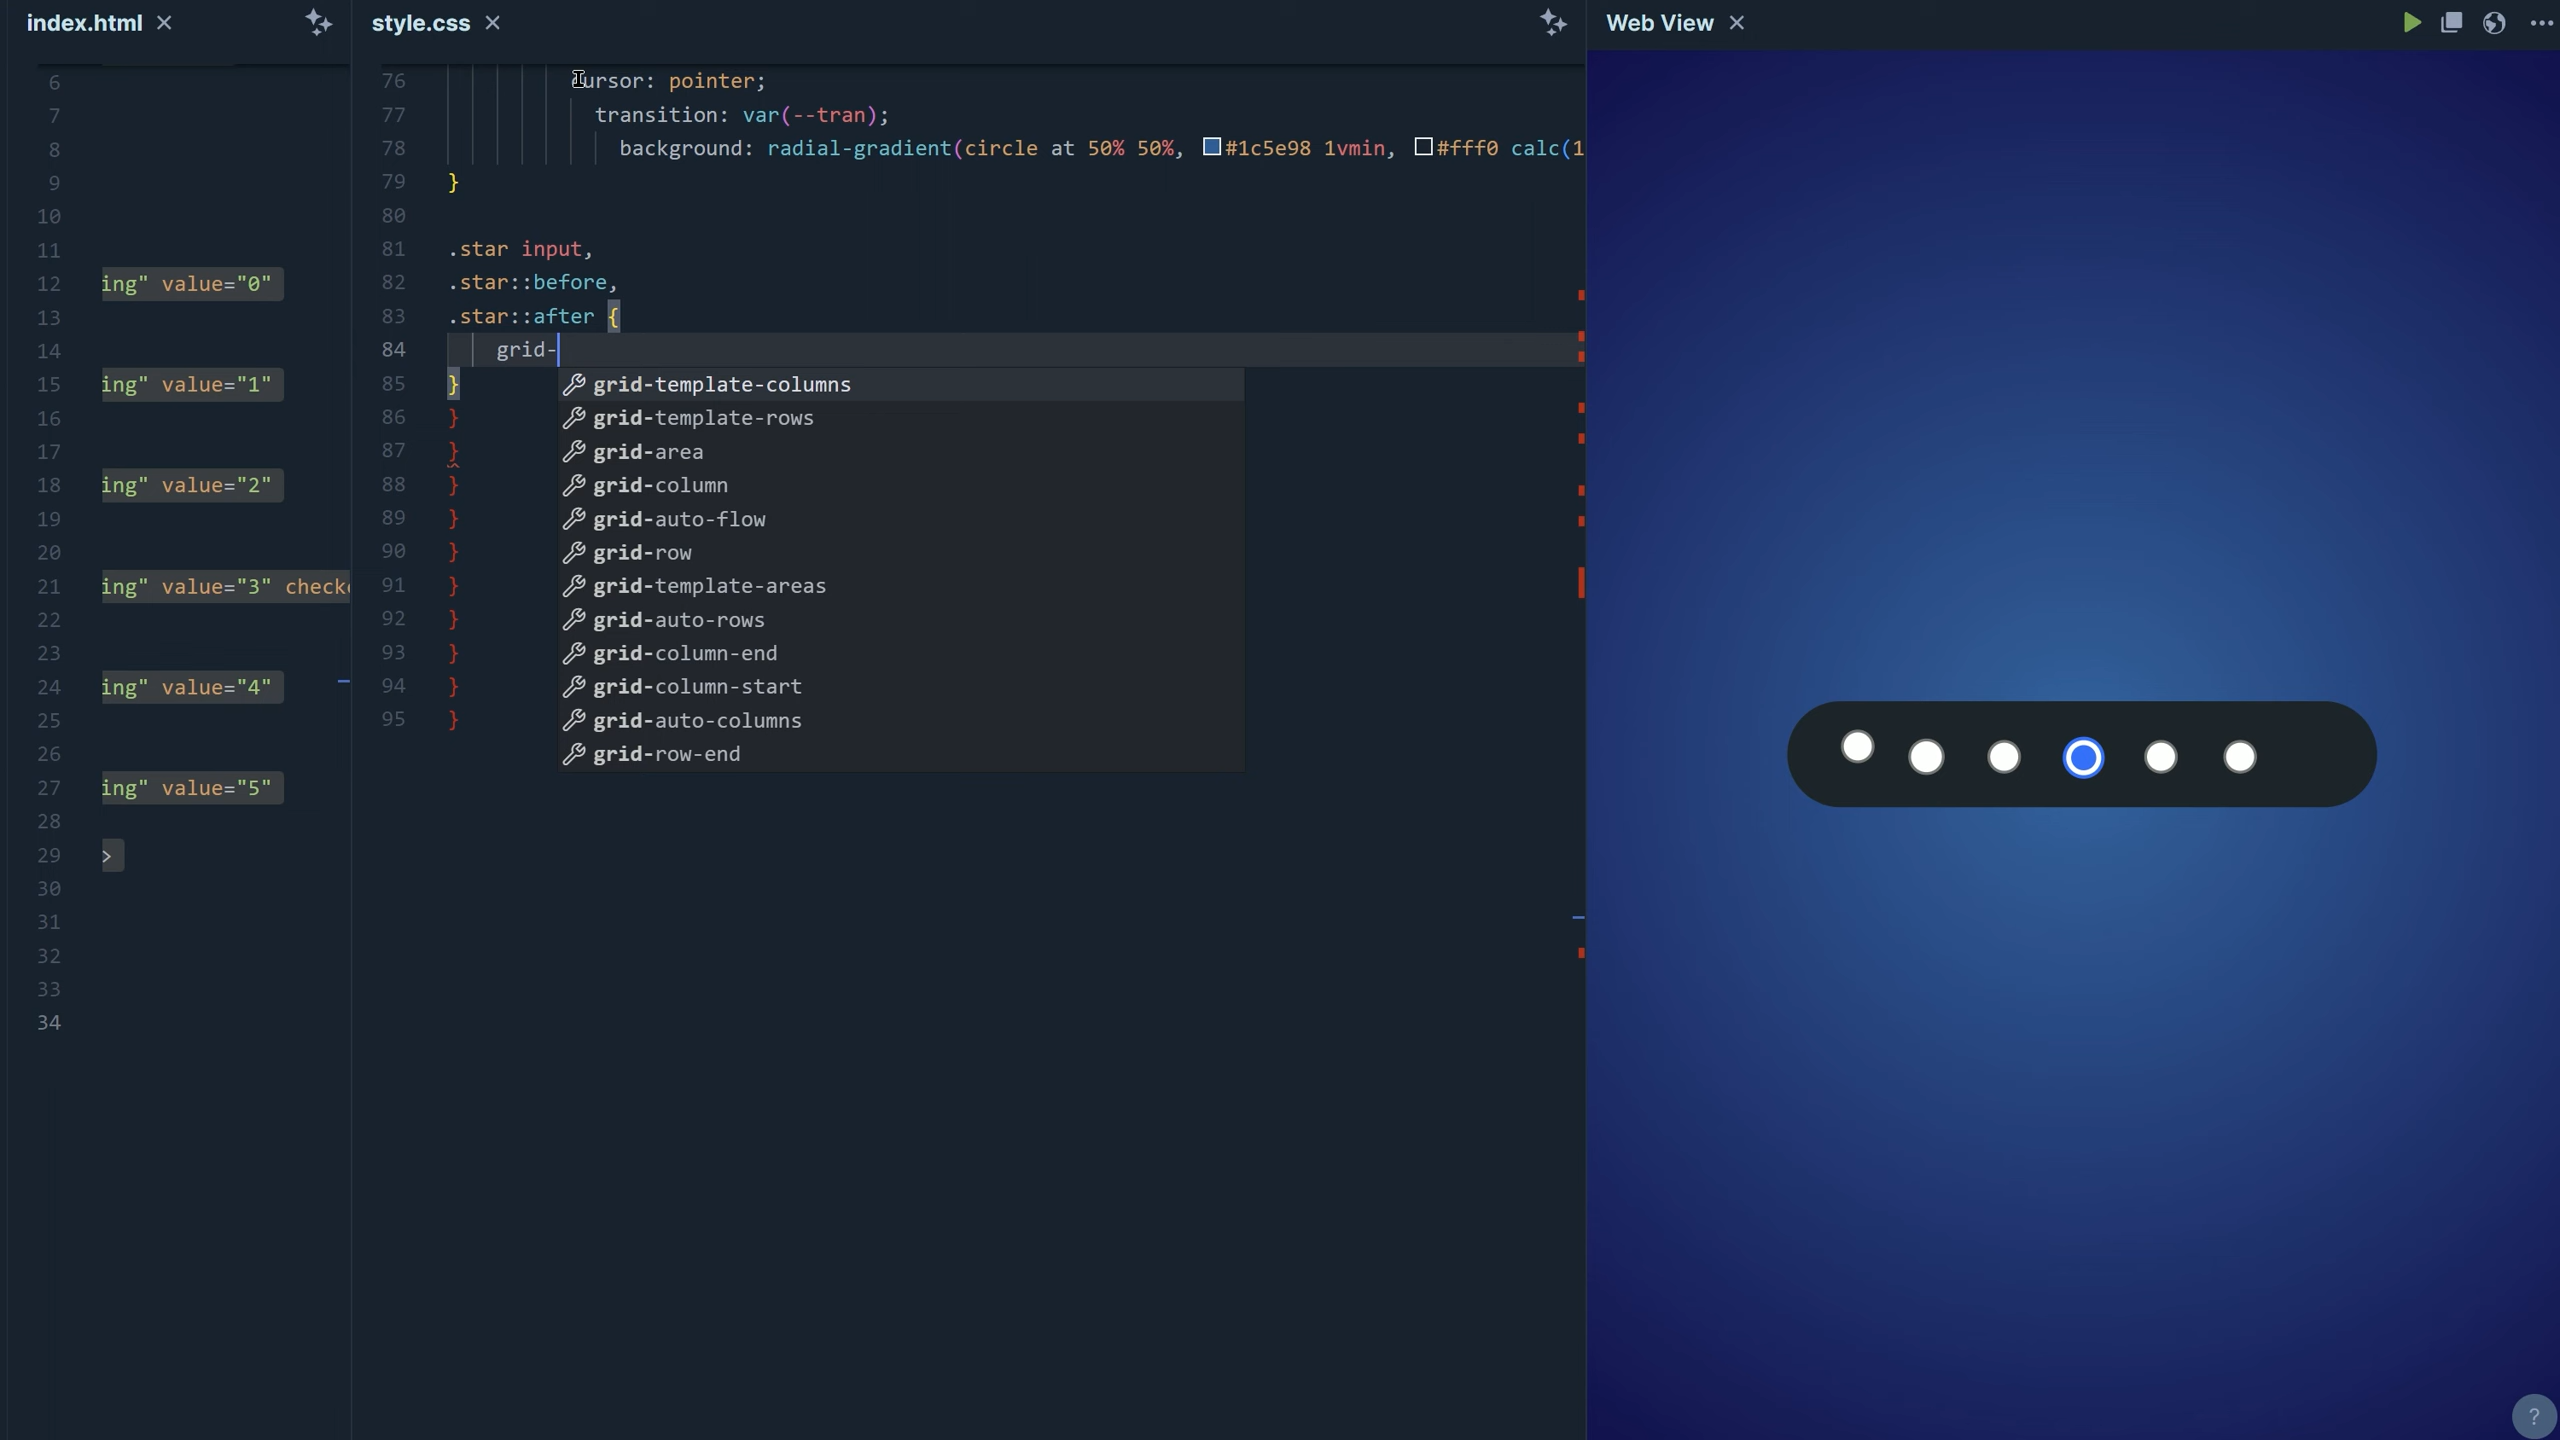 index.html
6
7
8
9
10
11
12 ing" value="0"
13
14
15 ing" value="1"
16
17
18 ing" value="2"
19
20
21 ing" value="3" check
22
23
24 ing" value="4"
25
26
27 ing" value="5"
28
29 >
30
31
32
33
34
style.css
76 cursor: pointer;
77 transition: var(--tran);
78 background: radial-gradient(circle at 50% 50%, #1c5e98 1vmin, #fff0 calc(1
79 }
80
81 .star input,
82 .star::before,
83 .star::after {
84 grid-
85 }
86 }
87 }
88 }
89 }
90 }
91 }
92 }
93 }
94 }
95 }
grid-template-columns
grid-template-rows
grid-area
grid-column
grid-auto-flow
grid-row
grid-template-areas
grid-auto-rows
grid-column-end
grid-column-start
grid-auto-columns
grid-row-end
Web View
?